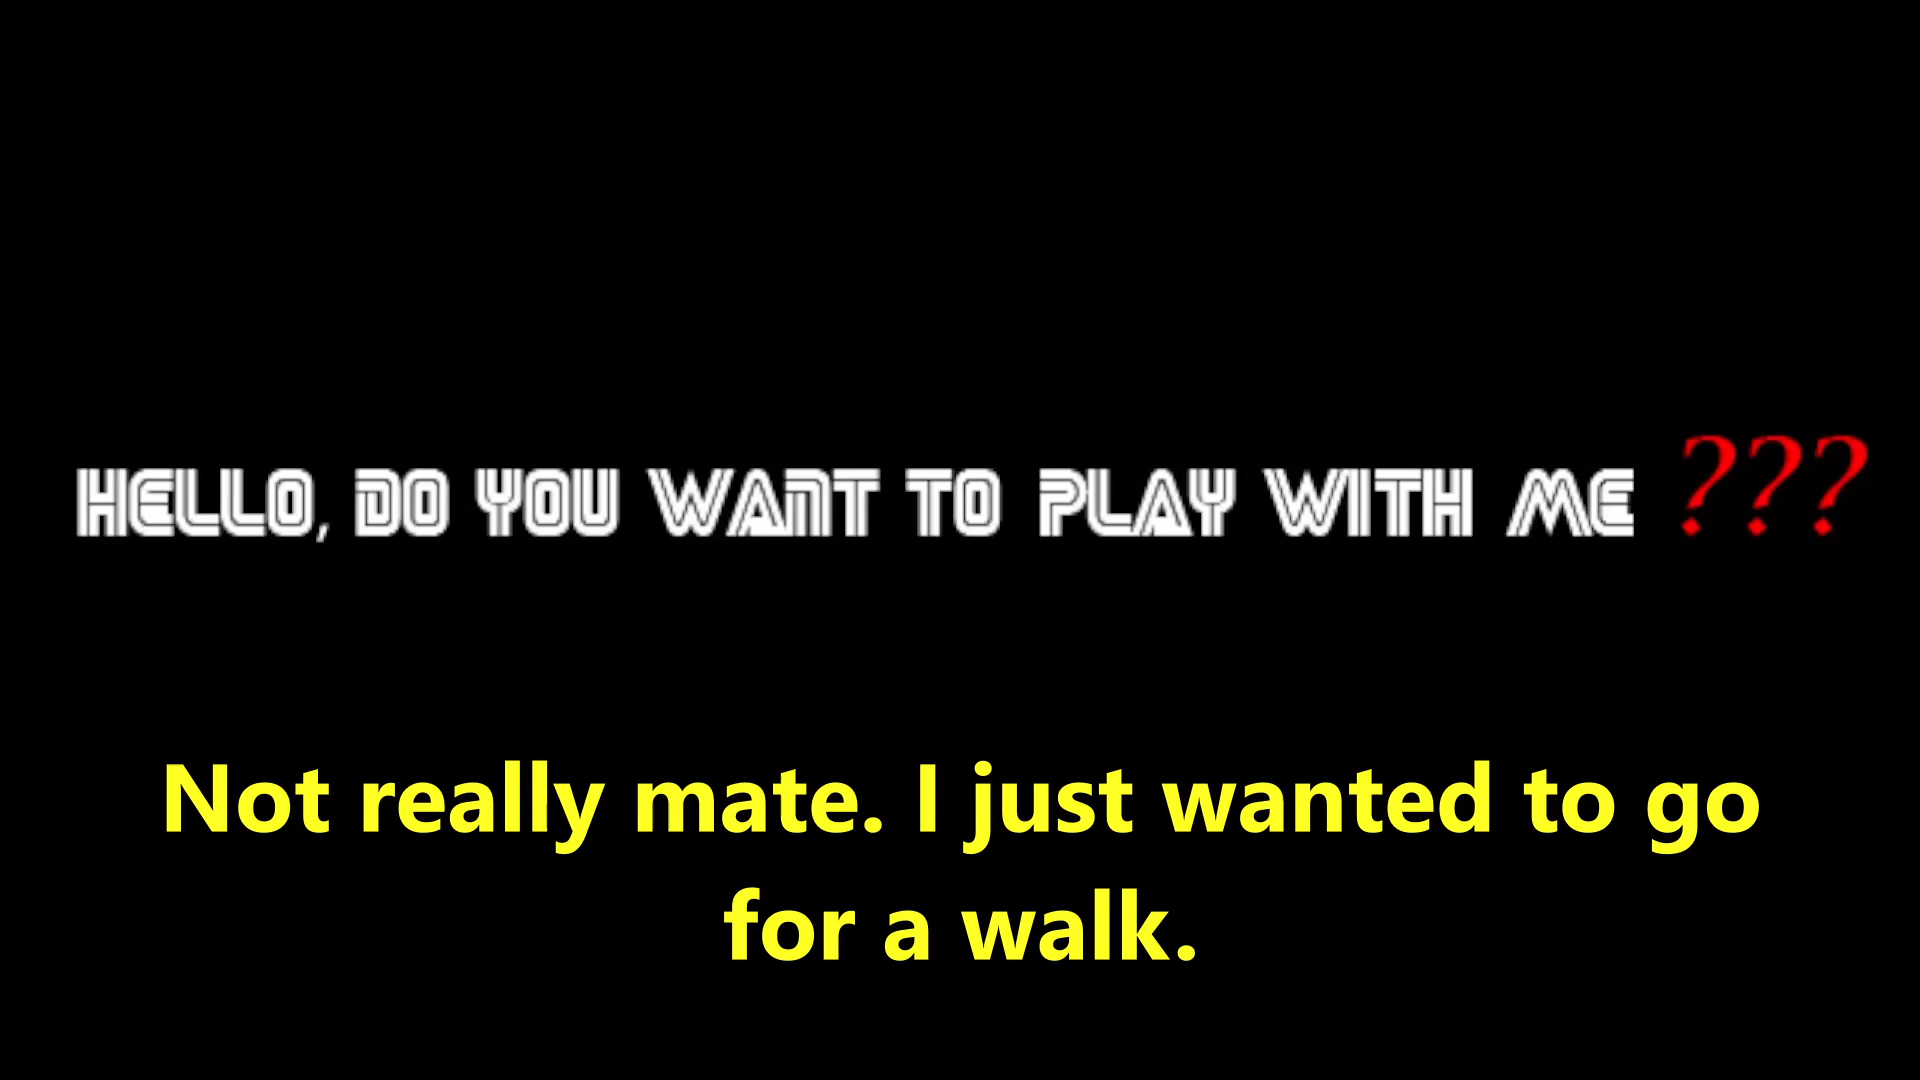 HELLO, DO YOU WANT TO PLAY WITH ME ???
Not really mate. I just wanted to go
for a walk.